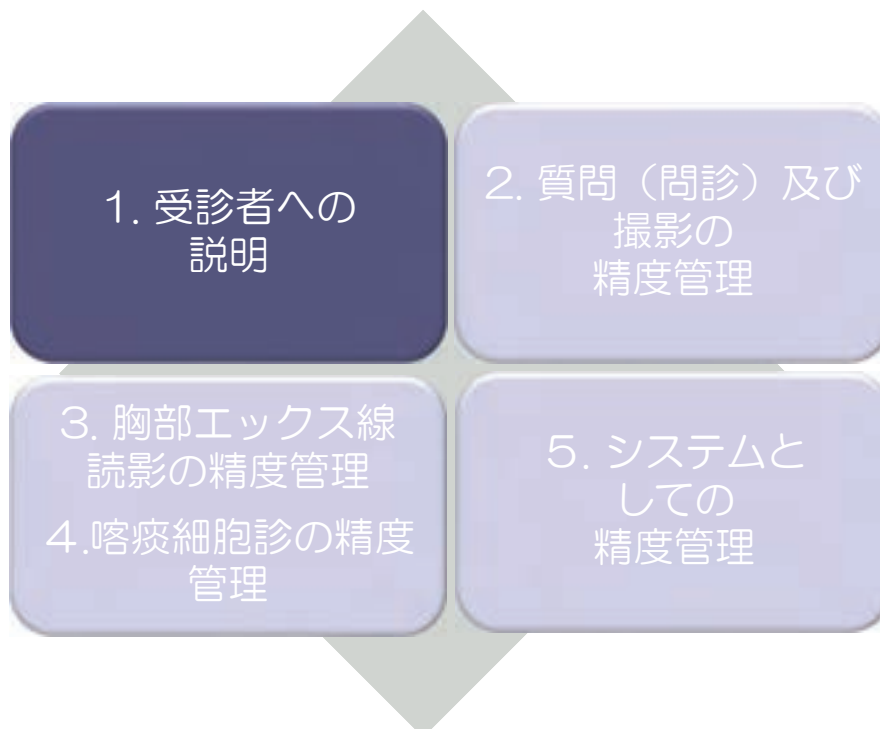 1. 受診者への
説明
2. 質問（問診）及び
撮影の
精度管理
3. 胸部エックス線
読影の精度管理
4.喀痰細胞診の精度
管理
5. システムと
しての
精度管理